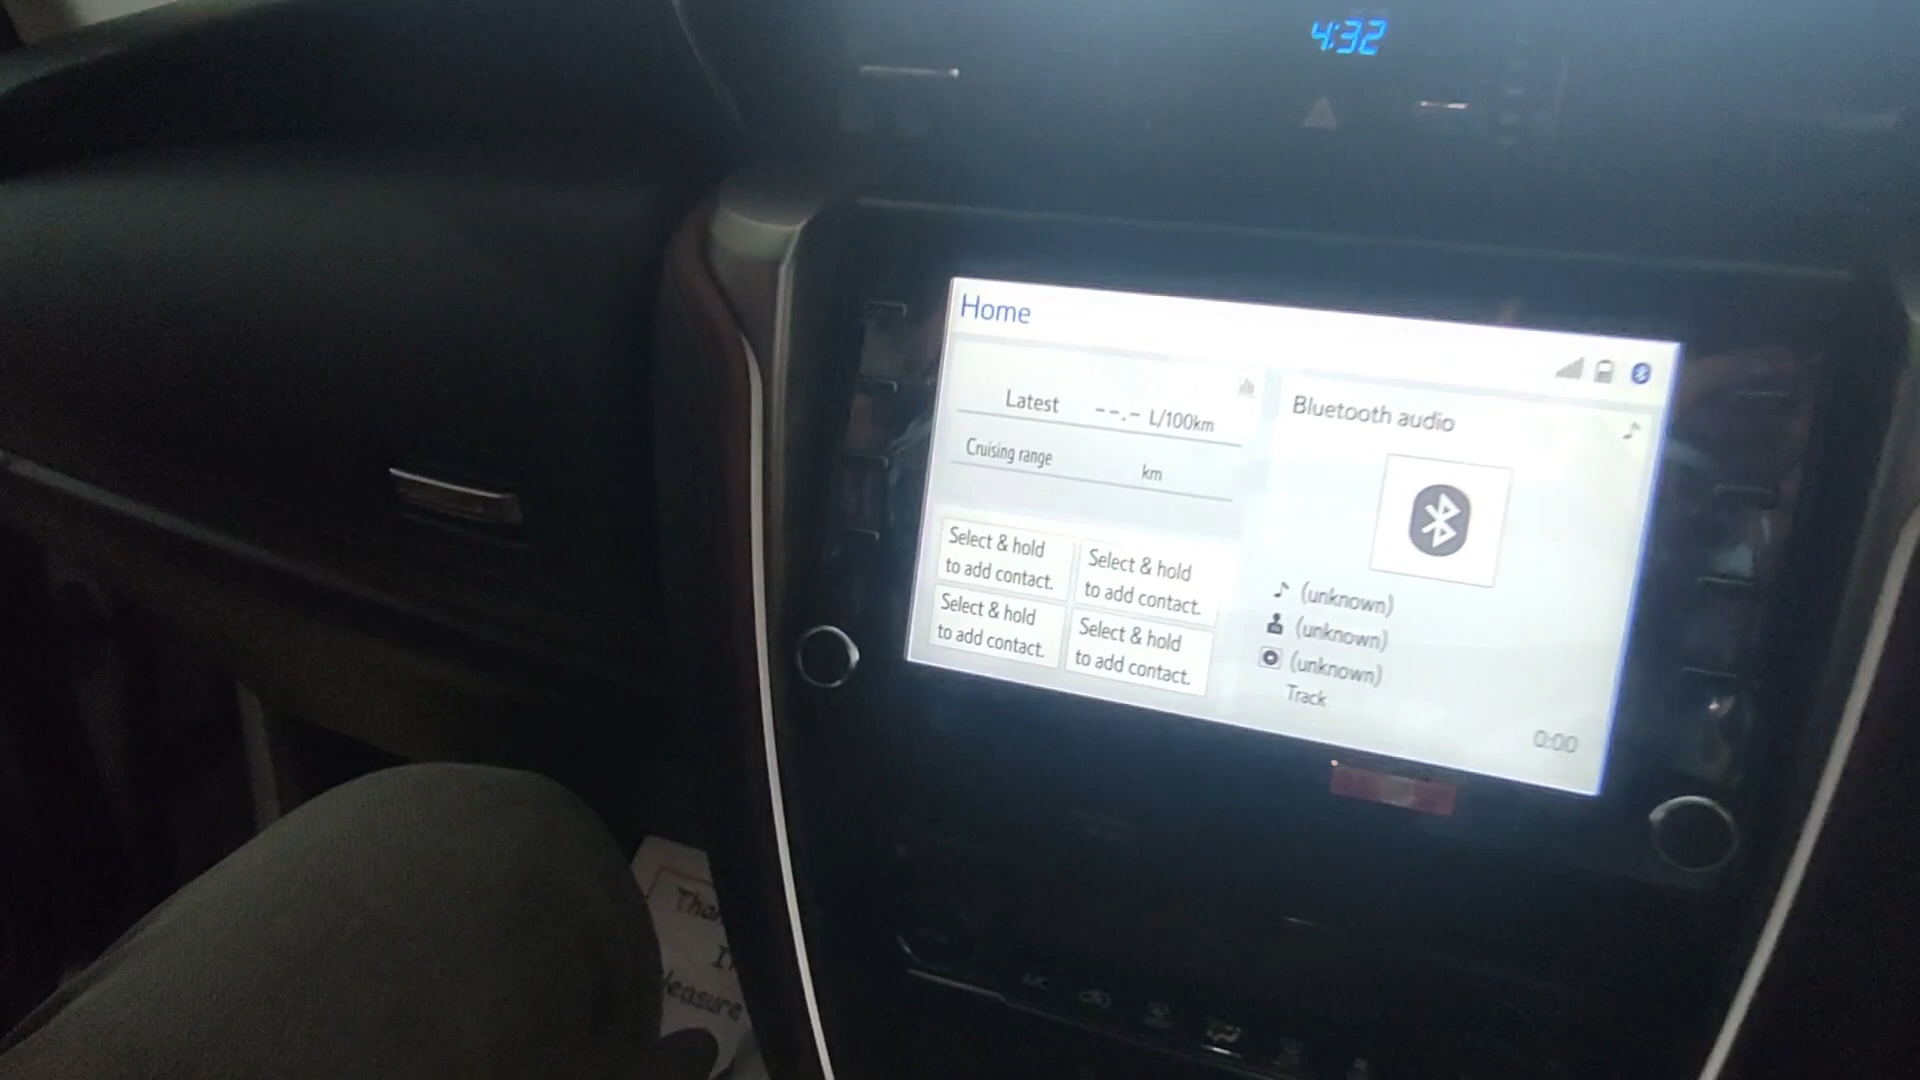 4:32
Home
Latest --.- L/100km
Cruising range km
Select & hold
to add contact.
Select & hold
to add contact.
Select & hold
to add contact.
Select & hold
to add contact.
Bluetooth audio
(unknown)
(unknown)
(unknown)
Track
0:00